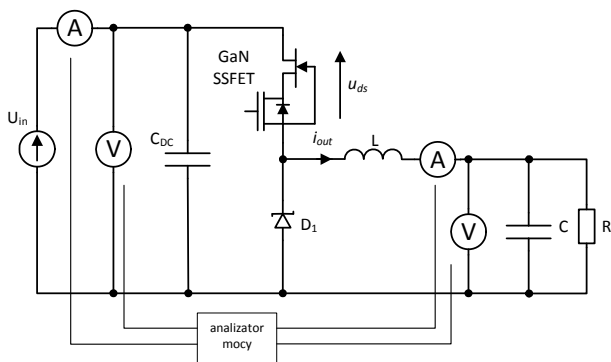 A
GaN
SSFET
u_ds
U_in
V
C_DC
i_out
L
A
D_1
V
C
R
analizator
mocy